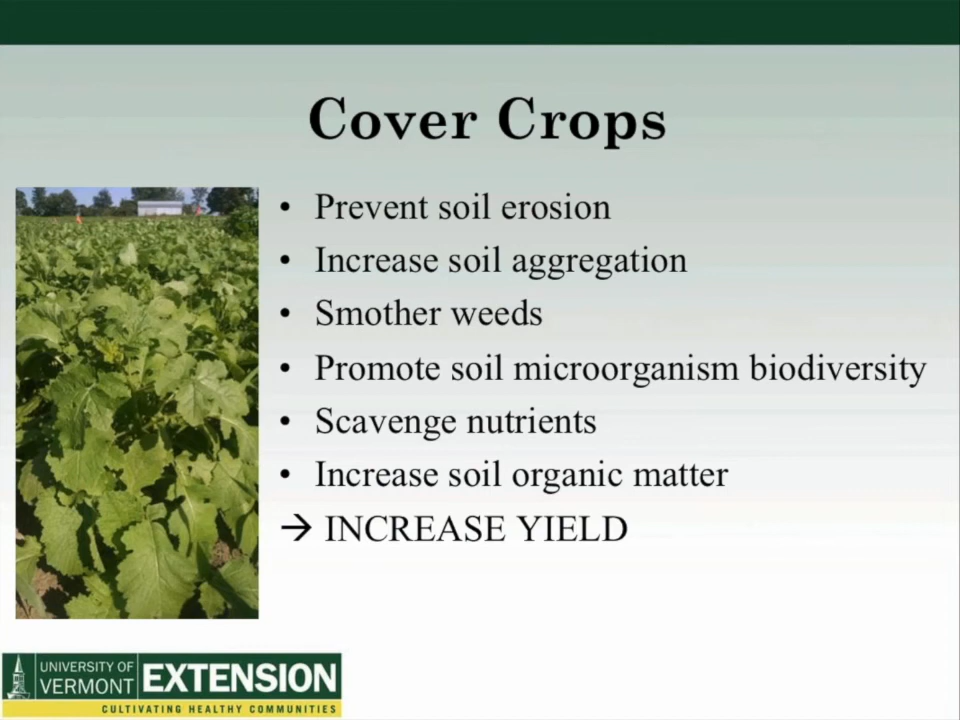 Cover Crops
• Prevent soil erosion
• Increase soil aggregation
• Smother weeds
• Promote soil microorganism biodiversity
• Scavenge nutrients
• Increase soil organic matter
→ INCREASE YIELD
UNIVERSITY OF
VERMONT
EXTENSION
CULTIVATING HEALTHY COMMUNITIES